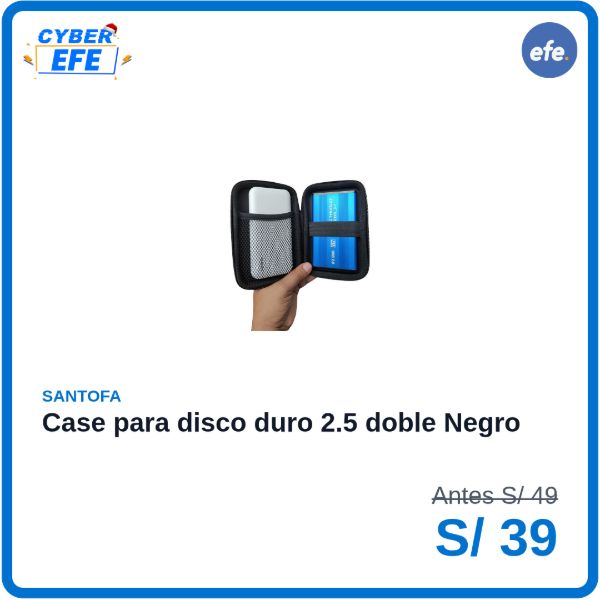 CYBER
EFE
efe.
SANTOFA
Case para disco duro 2.5 doble Negro
Antes S/ 49
S/ 39